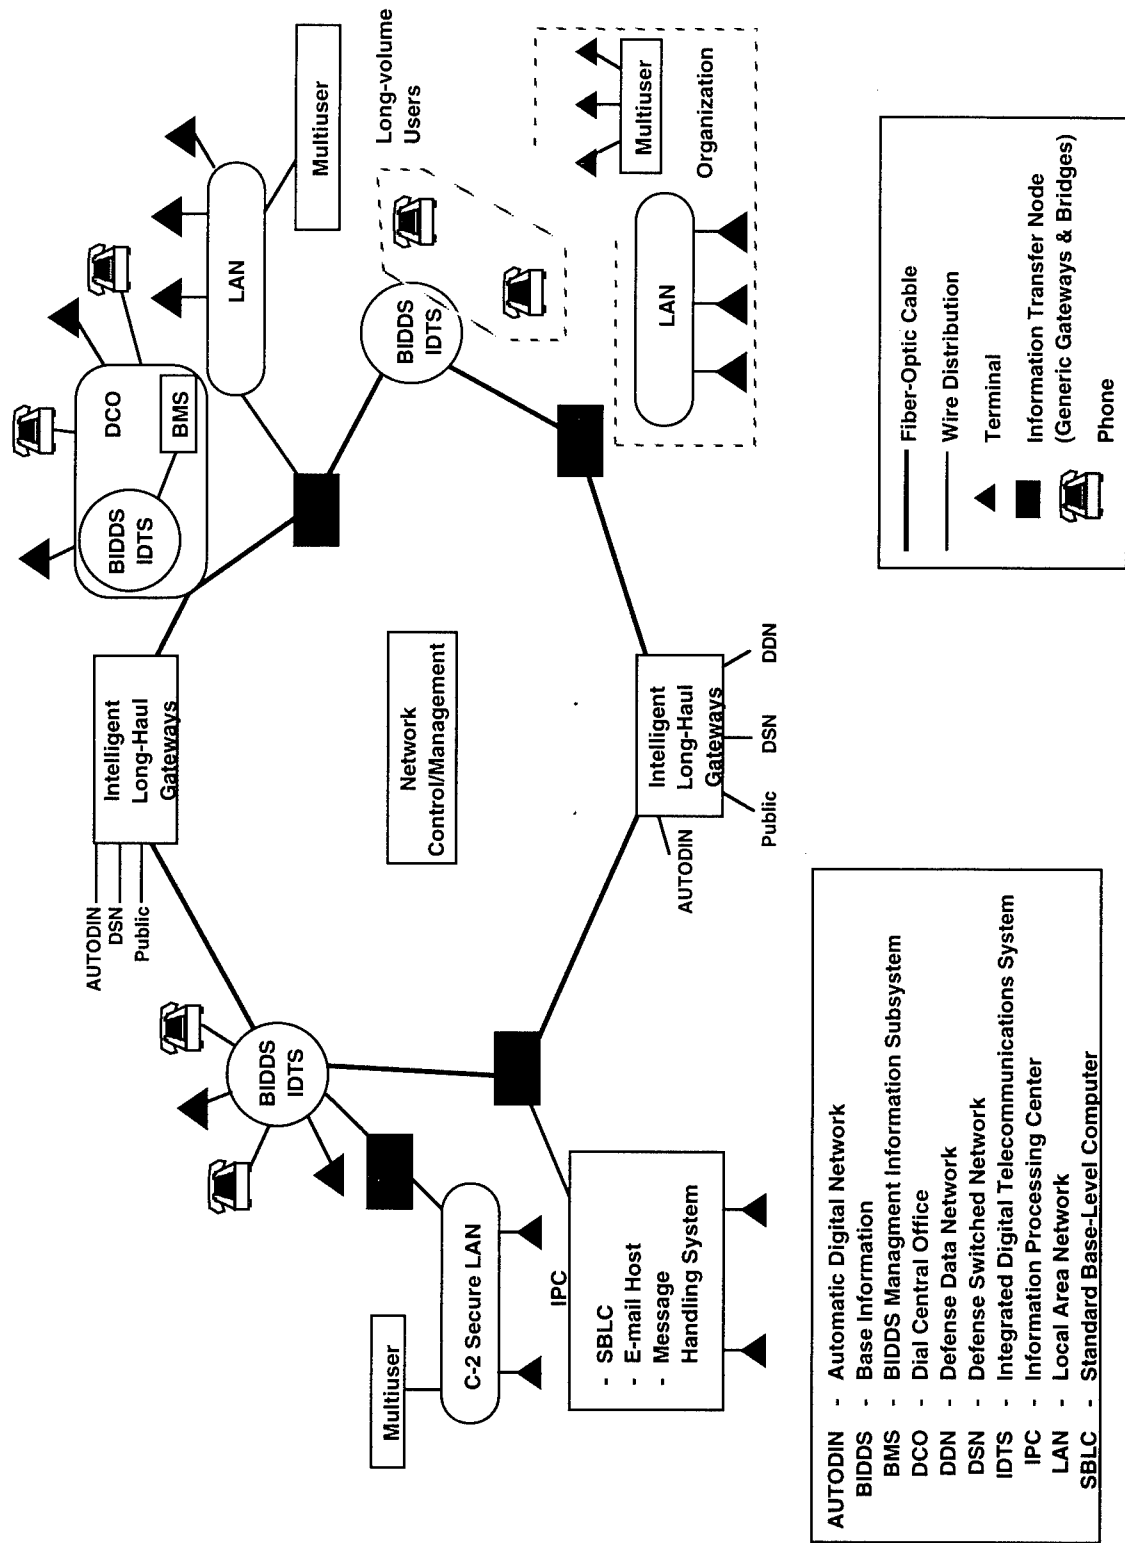 AUTODIN
DSN
Public
Intelligent
Long-Haul
Gateways
BIDDS
IDTS
DCO
BMS
LAN
Multiuser
BIDDS
IDTS
Multiuser
C-2 Secure LAN
IPC
- SBLC
- E-mail Host
- Message
Handling System
Network
Control/Management
BIDDS
IDTS
Long-volume
Users
AUTODIN
Public
DSN
DDN
Intelligent
Long-Haul
Gateways
LAN
Multiuser
Organization
AUTODIN - Automatic Digital Network
BIDDS - Base Information
BMS - BIDDS Managment Information Subsystem
DCO - Dial Central Office
DDN - Defense Data Network
DSN - Defense Switched Network
IDTS - Integrated Digital Telecommunications System
IPC - Information Processing Center
LAN - Local Area Network
SBLC - Standard Base-Level Computer
Fiber-Optic Cable
Wire Distribution
Terminal
Information Transfer Node
(Generic Gateways & Bridges)
Phone